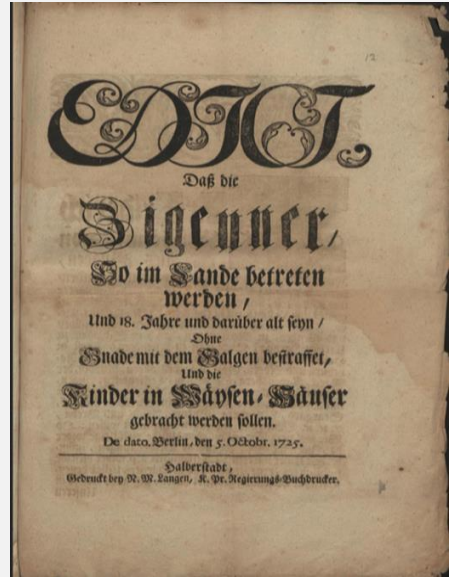 12
EDICT,
Daß die
Zigeuner/
So im Lande betreten
werden,
Und 18. Jahre und darüber alt seyn/
Ohne
Gnade mit dem Galgen bestraffet,
Und die
Kinder in Wäysen-Häuser
gebracht werden sollen.
De dato, Berlin, den 5. Octobr. 1725.
Halberstadt,
Gedruckt bey N. M. Langen, K. Pr. Regierungs-Buchdrucker.